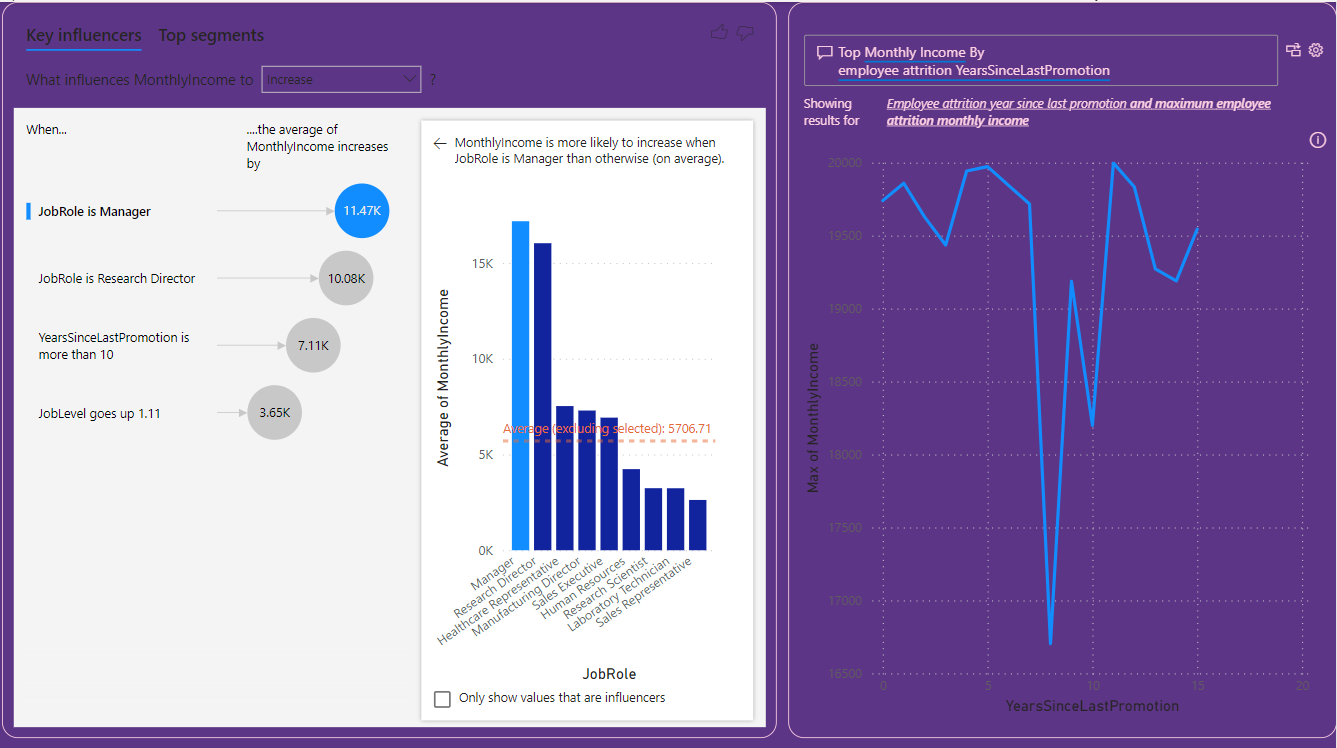 Key influencers Top segments
What influences MonthlyIncome to Increase ?
When...
....the average of
MonthlyIncome increases
by
JobRole is Manager
11.47K
JobRole is Research Director
10.08K
YearsSinceLastPromotion is
more than 10
7.11K
JobLevel goes up 1.11
3.65K
MonthlyIncome is more likely to increase when
JobRole is Manager than otherwise (on average).
Average of MonthlyIncome
15K
10K
5K
0K
Average (excluding selected): 5706.71
Manager
Research Director
Healthcare Representative
Manufacturing Director
Sales Executive
Human Resources
Research Scientist
Laboratory Technician
Sales Representative
JobRole
Only show values that are influencers
Top Monthly Income By
employee attrition YearsSinceLastPromotion
Showing
results for
Employee attrition year since last promotion and maximum employee
attrition monthly income
Max of MonthlyIncome
20000
19500
19000
18500
18000
17500
17000
16500
0 5 10 15 20
YearsSinceLastPromotion